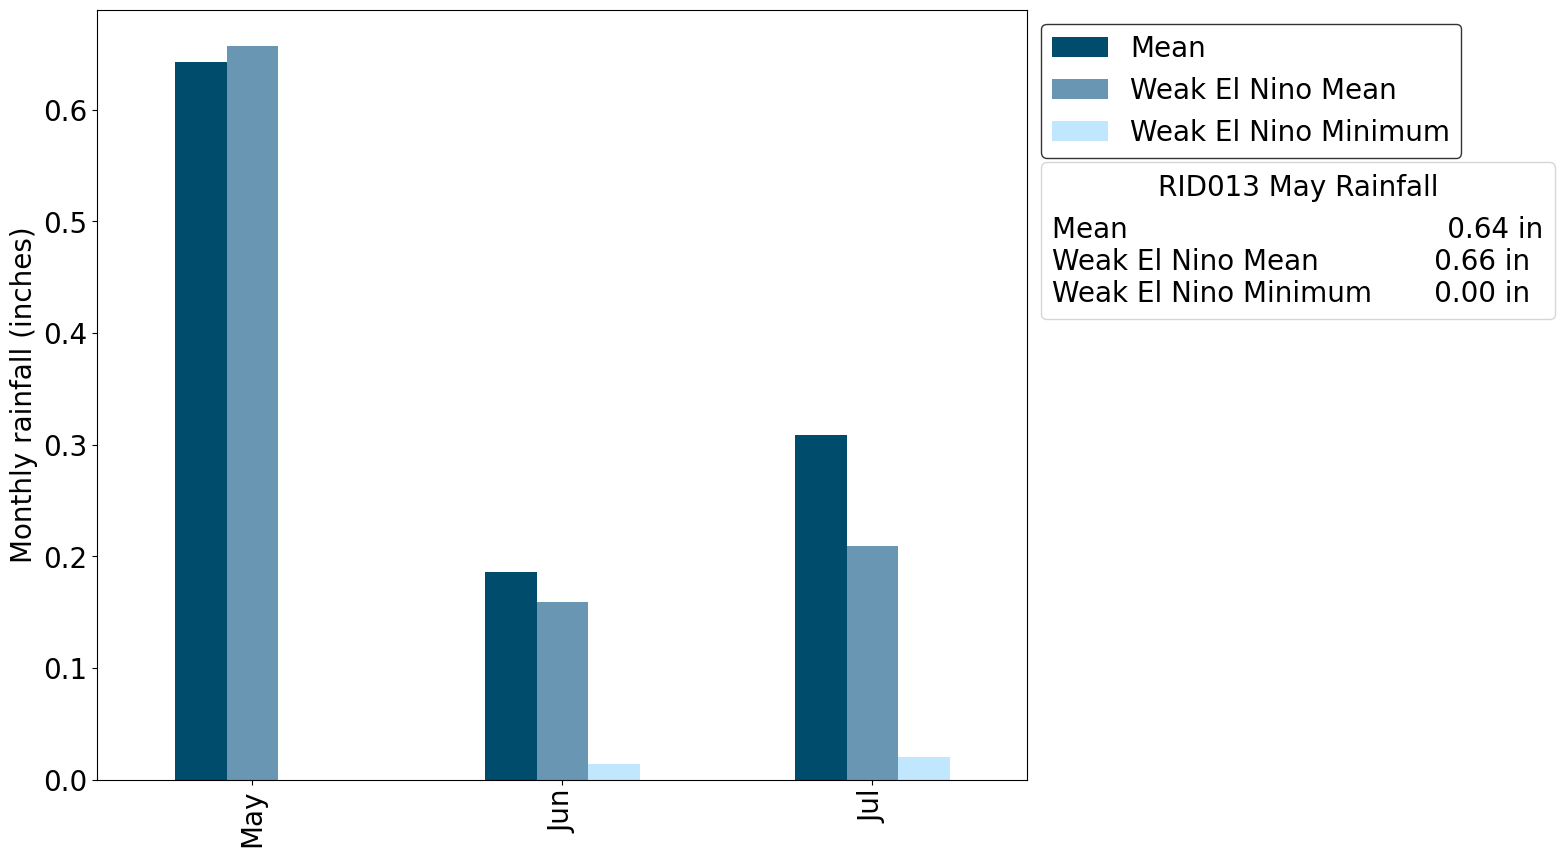 Monthly rainfall (inches)
0.6
0.5
0.4
0.3
0.2
0.1
0.0
May
Jun
Jul
Mean
Weak El Nino Mean
Weak El Nino Minimum
RID013 May Rainfall
Mean 0.64 in
Weak El Nino Mean 0.66 in
Weak El Nino Minimum 0.00 in